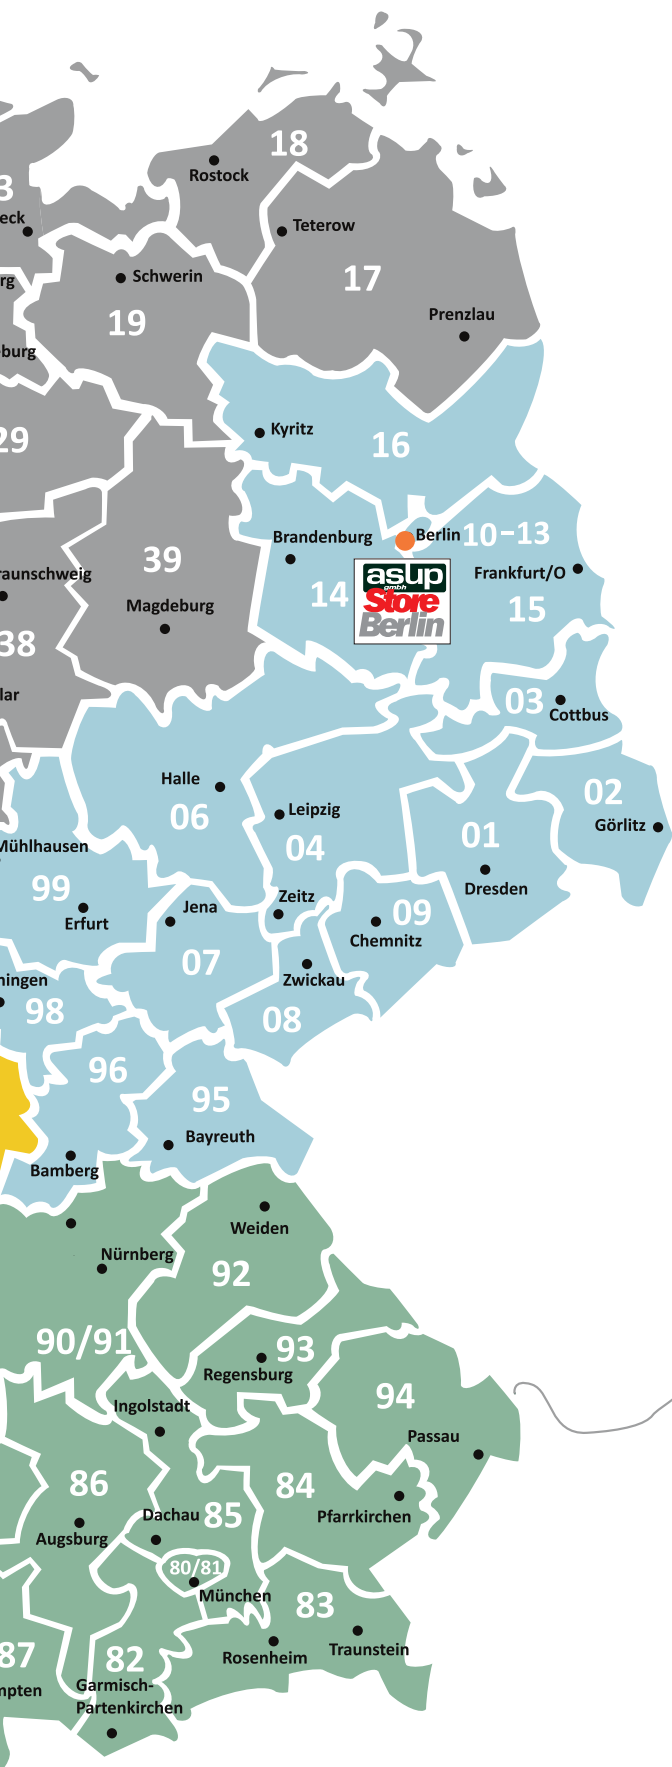 18
Rostock
3
eck
Teterow
rg
Schwerin
17
19
Prenzlau
burg
Kyritz
29
16
Brandenburg
Berlin
10-13
39
raunschweig
asup
gmbh
Store
Berlin
Frankfurt/O
14
15
Magdeburg
38
lar
03
Cottbus
Halle
06
Leipzig
04
02
Görlitz
01
Mühlhausen
99
Erfurt
Jena
Zeitz
Dresden
09
Chemnitz
07
ningen
98
Zwickau
08
96
95
Bayreuth
Bamberg
Weiden
Nürnberg
92
90/91
93
Regensburg
94
Ingolstadt
Passau
86
84
Dachau
85
Pfarrkirchen
Augsburg
80/81
München
83
87
82
Rosenheim
Traunstein
mpten
Garmisch-
Partenkirchen